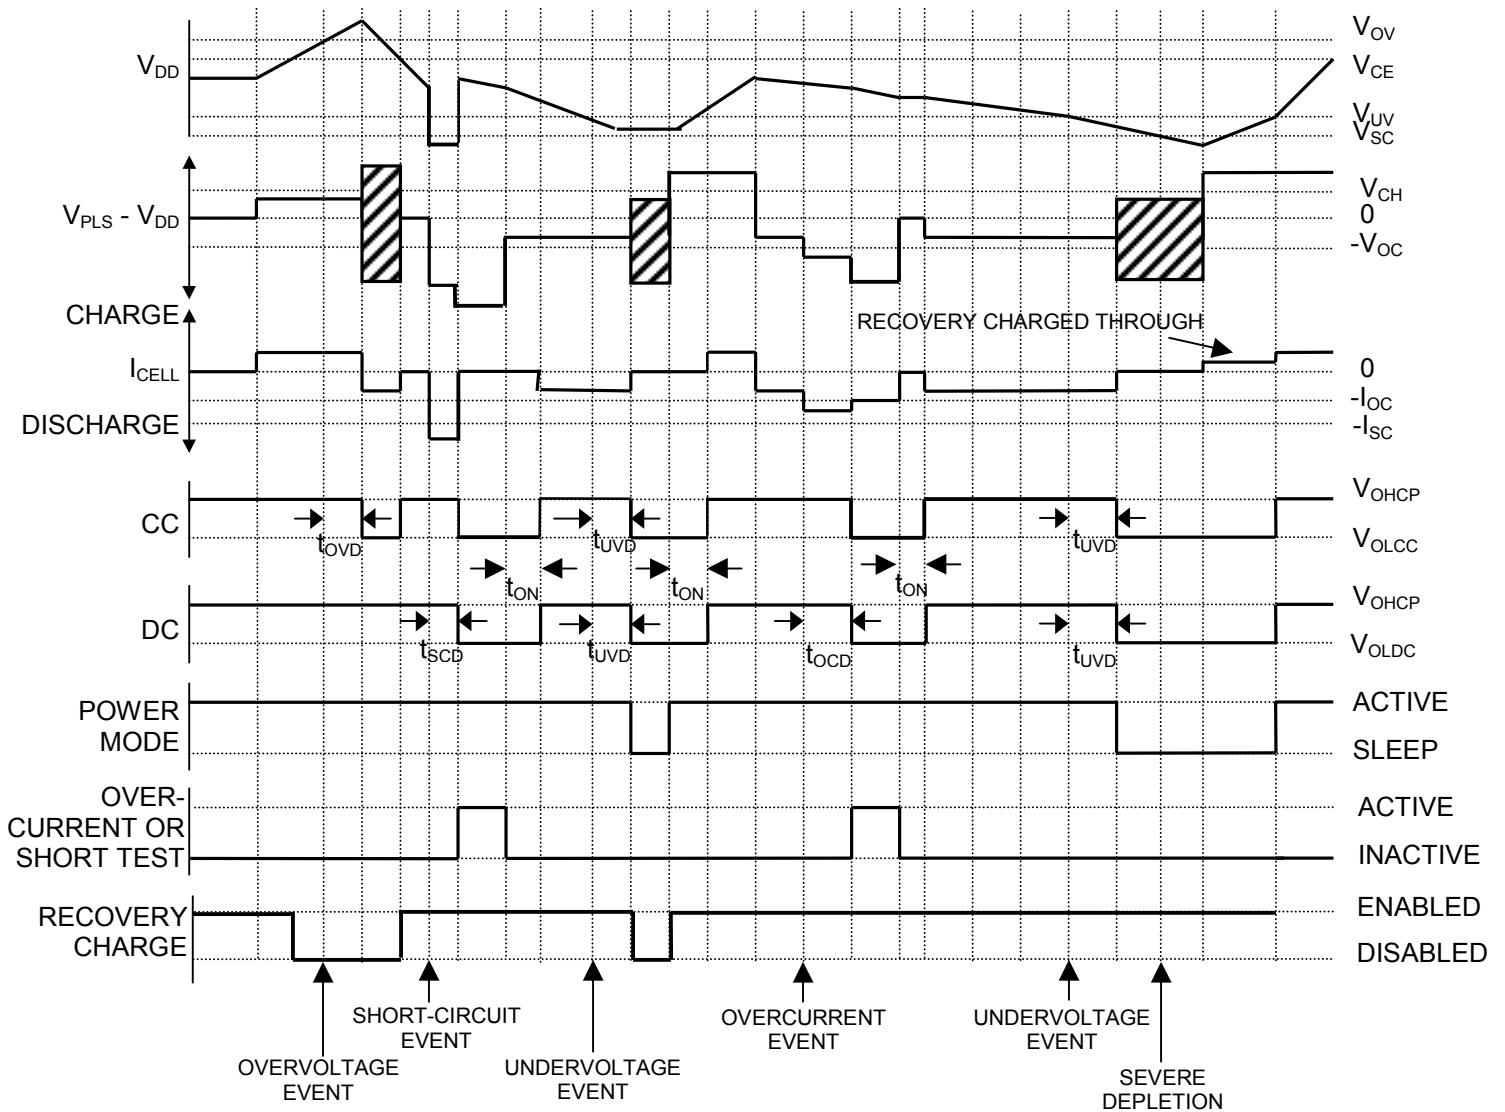 V_OV
V_DD
V_CE
V_UV
V_SC
V_CH
V_PLS - V_DD
0
-V_OC
CHARGE
RECOVERY CHARGED THROUGH
I_CELL
0
-I_OC
DISCHARGE
-I_SC
V_OHCP
CC
t_OVD
t_UVD
t_UVD
V_OLCC
t_ON
t_ON
t_ON
V_OHCP
DC
t_SCD
t_UVD
t_OCD
t_UVD
V_OLDC
POWER
MODE
ACTIVE
SLEEP
OVER-
CURRENT OR
SHORT TEST
ACTIVE
INACTIVE
RECOVERY
CHARGE
ENABLED
DISABLED
SHORT-CIRCUIT
EVENT
OVERCURRENT
EVENT
UNDERVOLTAGE
EVENT
OVERVOLTAGE
EVENT
UNDERVOLTAGE
EVENT
SEVERE
DEPLETION